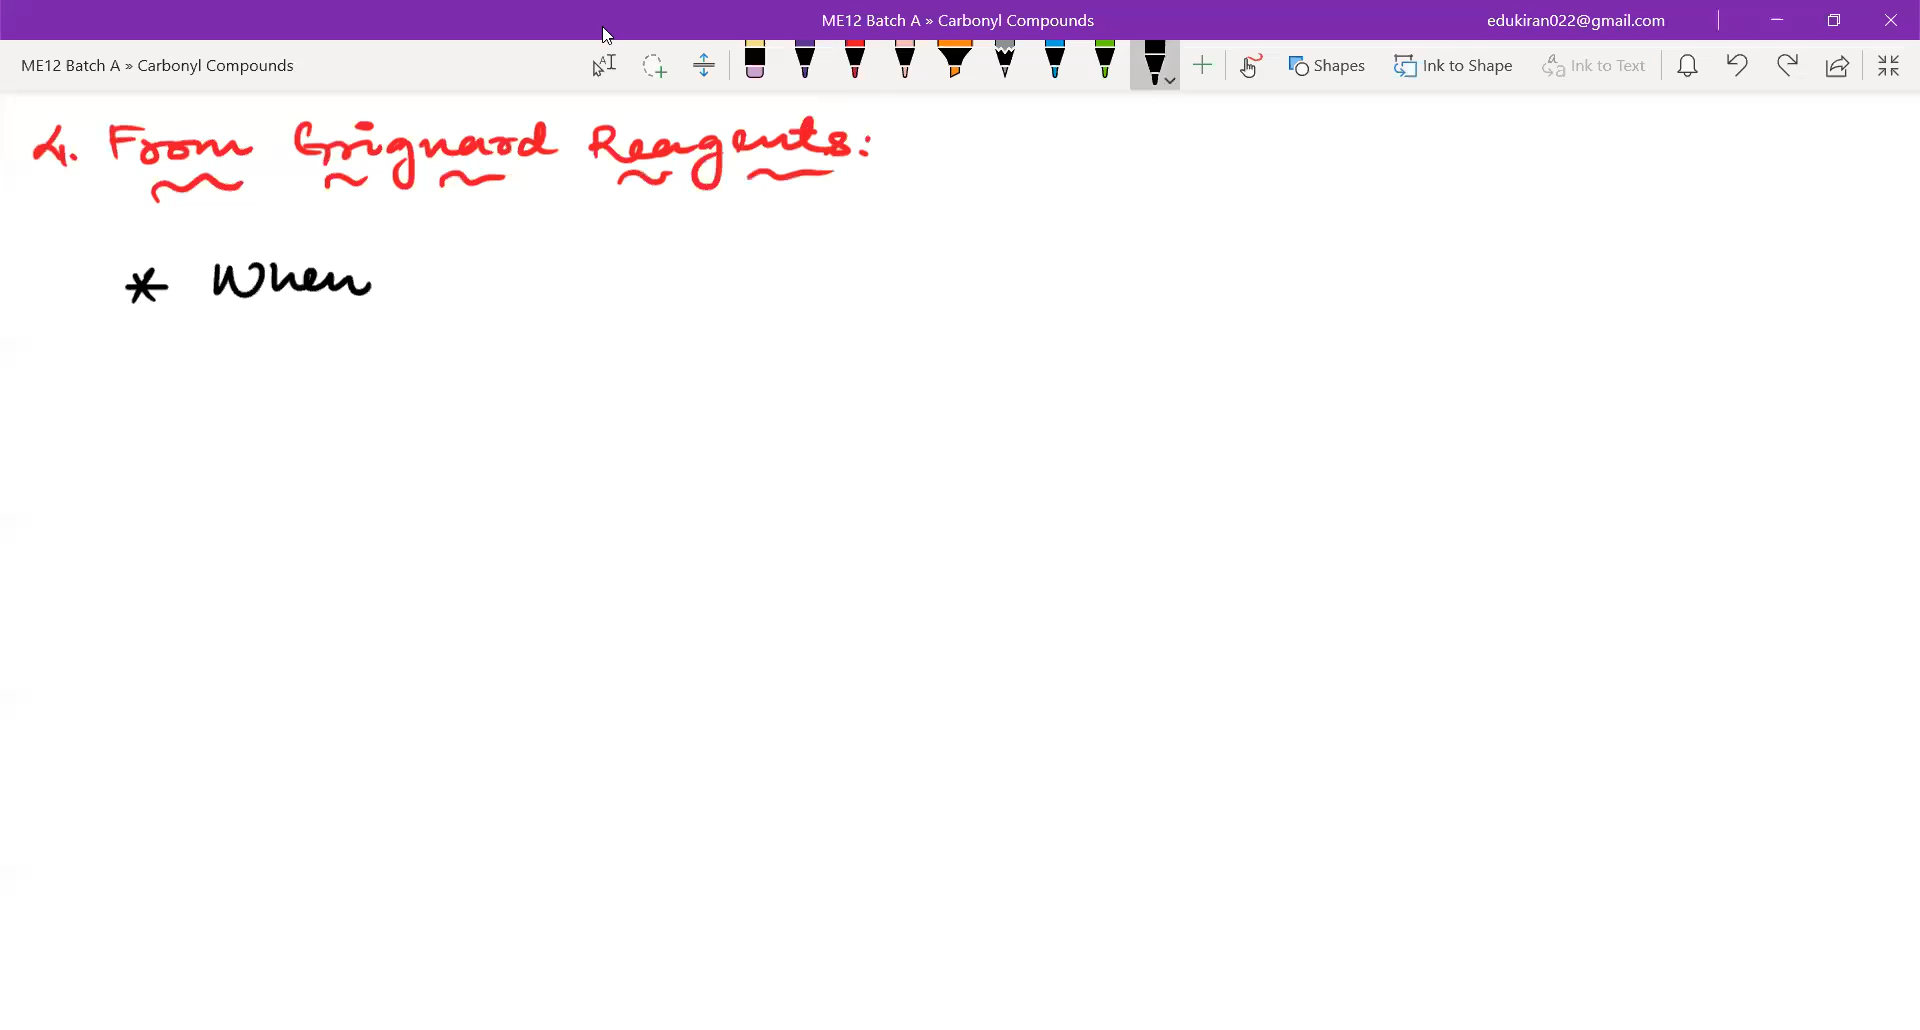 ME12 Batch A » Carbonyl Compounds
edukiran022@gmail.com
ME12 Batch A » Carbonyl Compounds
Shapes
Ink to Shape
Ink to Text
4. From Grignard Reagents:
* When